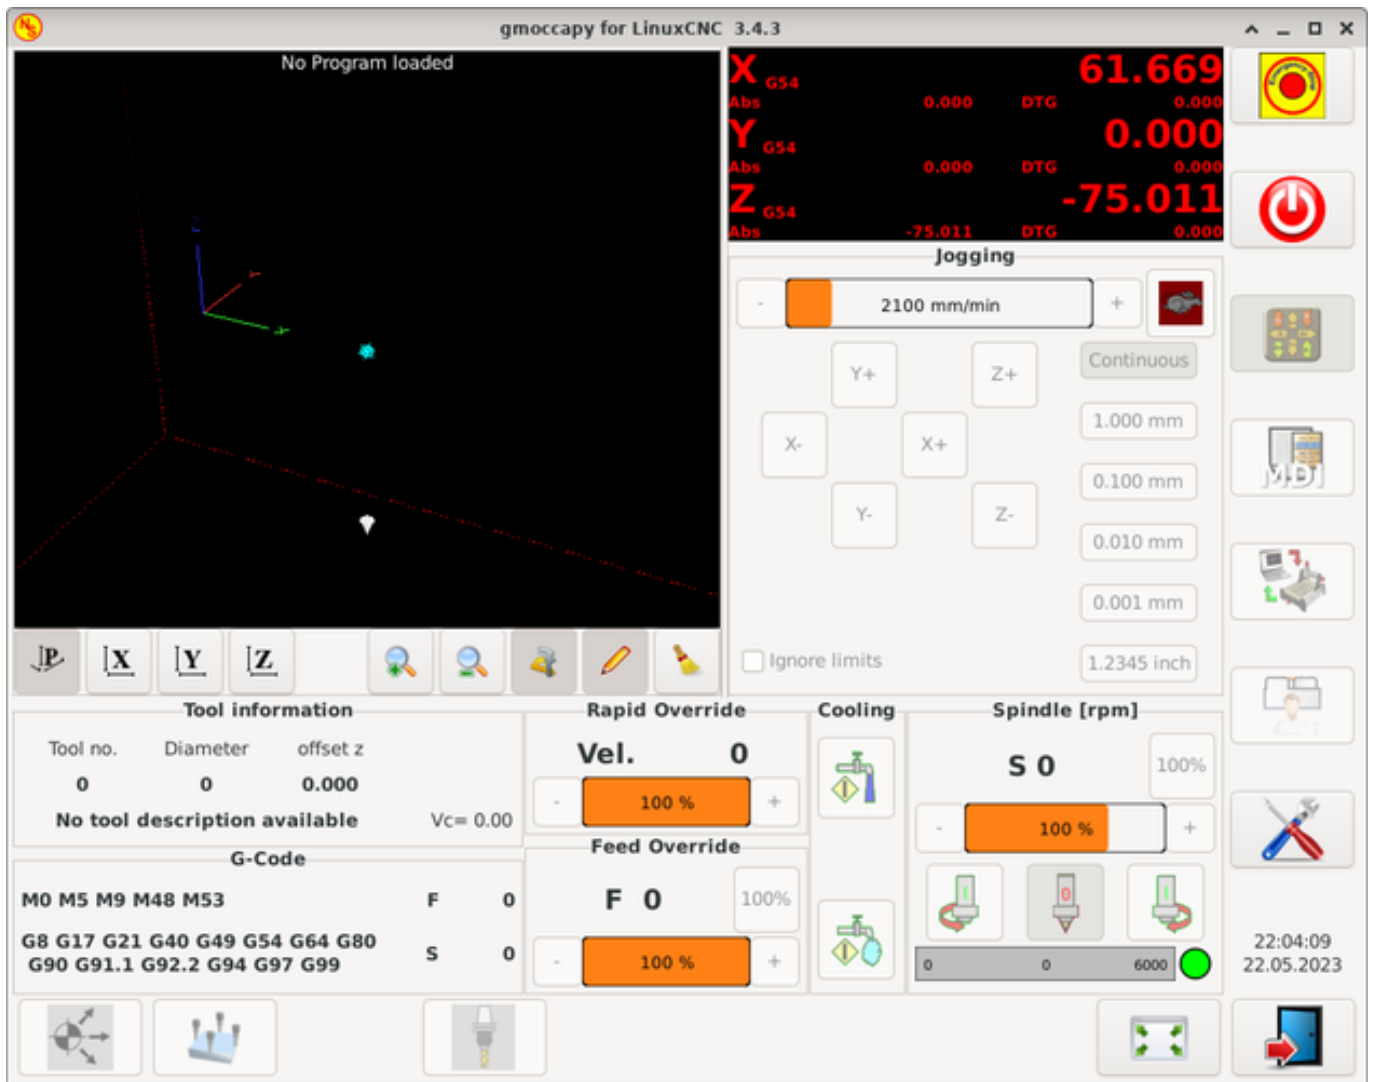 gmoccapy for LinuxCNC 3.4.3
No Program loaded
X G54 61.669
Abs 0.000 DTG 0.000
Y G54 0.000
Abs 0.000 DTG 0.000
Z G54 -75.011
Abs -75.011 DTG 0.000
Jogging
- 2100 mm/min +
Continuous
Y+ Z+
1.000 mm
X- X+
0.100 mm
Y- Z-
0.010 mm
0.001 mm
Ignore limits
1.2345 inch
MDI
P X Y Z
Tool information
Tool no. Diameter offset z
0 0 0.000
No tool description available Vc= 0.00
G-Code
M0 M5 M9 M48 M53 F 0
G8 G17 G21 G40 G49 G54 G64 G80
G90 G91.1 G92.2 G94 G97 G99
S 0
Rapid Override
Vel. 0
- 100 % +
Feed Override
F 0 100%
- 100 % +
Cooling
Spindle [rpm]
S 0 100%
- 100 % +
0 0 6000
22:04:09
22.05.2023